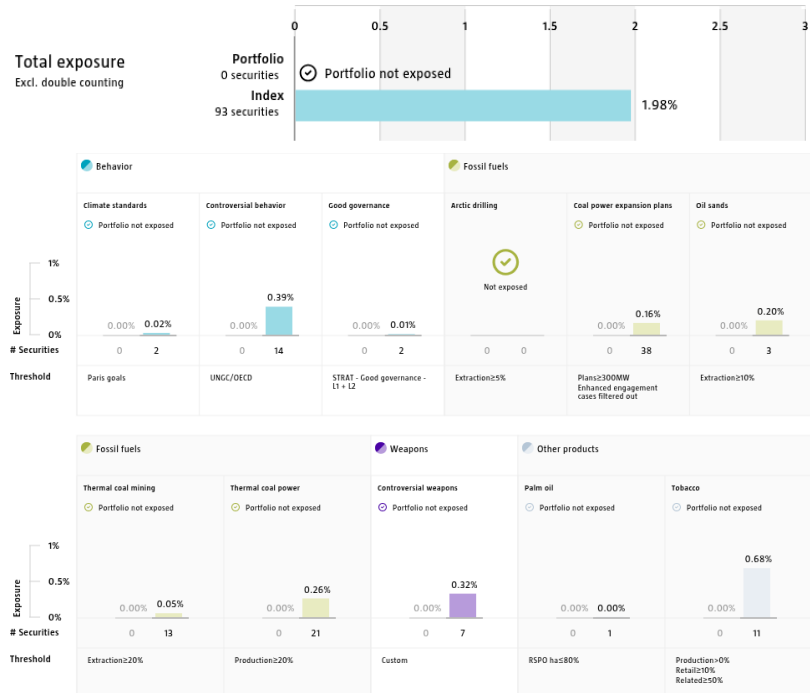 0 0.5 1 1.5 2 2.5 3
Total exposure
Excl. double counting
Portfolio
0 securities
Portfolio not exposed
Index
93 securities
1.98%
Behavior
Fossil fuels
Climate standards
Controversial behavior
Good governance
Arctic drilling
Coal power expansion plans
Oil sands
Portfolio not exposed
Portfolio not exposed
Portfolio not exposed
Portfolio not exposed
Portfolio not exposed
Not exposed
Exposure
1%
0.5%
0%
0.00% 0.02%
0.00% 0.39%
0.00% 0.01%
0.00% 0.16%
0.00% 0.20%
# Securities
0 2
0 14
0 2
0 0
0 38
0 3
Threshold
Paris goals
UNGC/OECD
STRAT - Good governance -
L1 + L2
Extraction≥5%
Plans≥300MW
Enhanced engagement
cases filtered out
Extraction≥10%
Fossil fuels
Weapons
Other products
Thermal coal mining
Thermal coal power
Controversial weapons
Palm oil
Tobacco
Portfolio not exposed
Portfolio not exposed
Portfolio not exposed
Portfolio not exposed
Portfolio not exposed
Exposure
1%
0.5%
0%
0.00% 0.05%
0.00% 0.26%
0.00% 0.32%
0.00% 0.00%
0.00% 0.68%
# Securities
0 13
0 21
0 7
0 1
0 11
Threshold
Extraction≥20%
Production≥20%
Custom
RSPO ha≤80%
Production>0%
Retail≥10%
Related≥50%